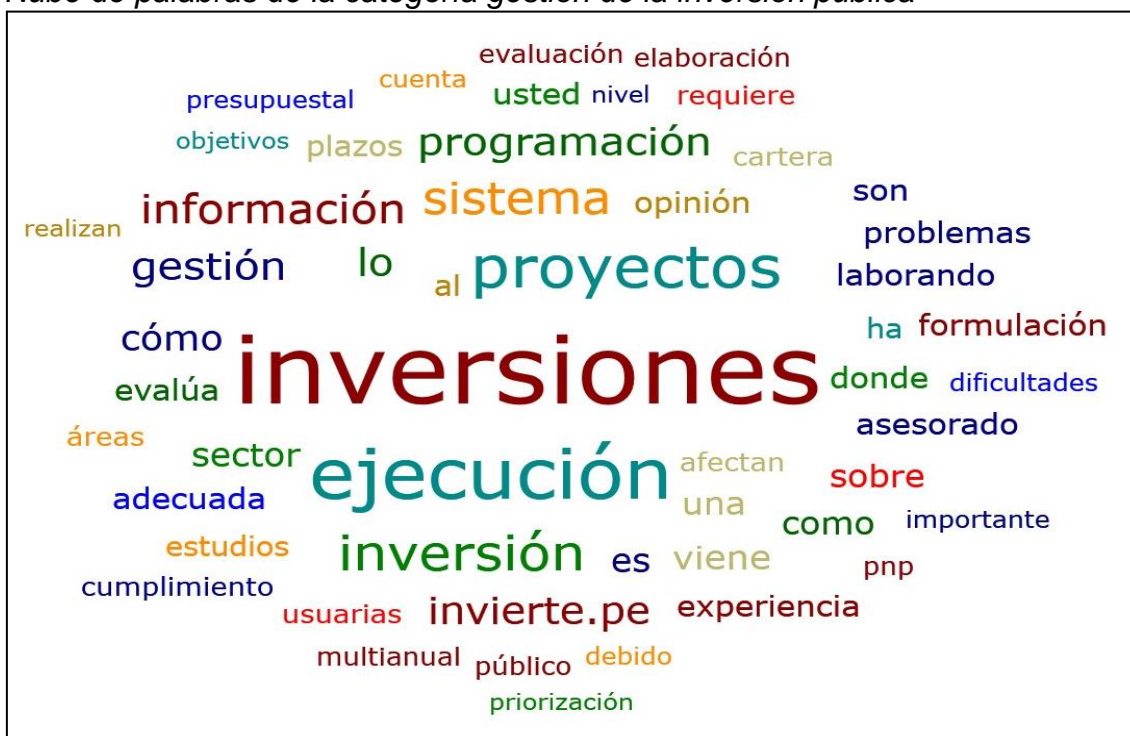 Nube de palabras de la categoría gestión de la inversión pública
evaluación elaboración
cuenta usted nivel requiere
presupuestal
objetivos plazos programación cartera
información sistema opinión son
realizan problemas
gestión lo al proyectos laborando
cómo ha formulación
inversiones
evalúa donde dificultades
áreas asesorado
sector ejecución afectan sobre
adecuada una
como importante
estudios inversión es viene pnp
cumplimiento
usuarias invierte.pe experiencia
multianual público debido
priorización